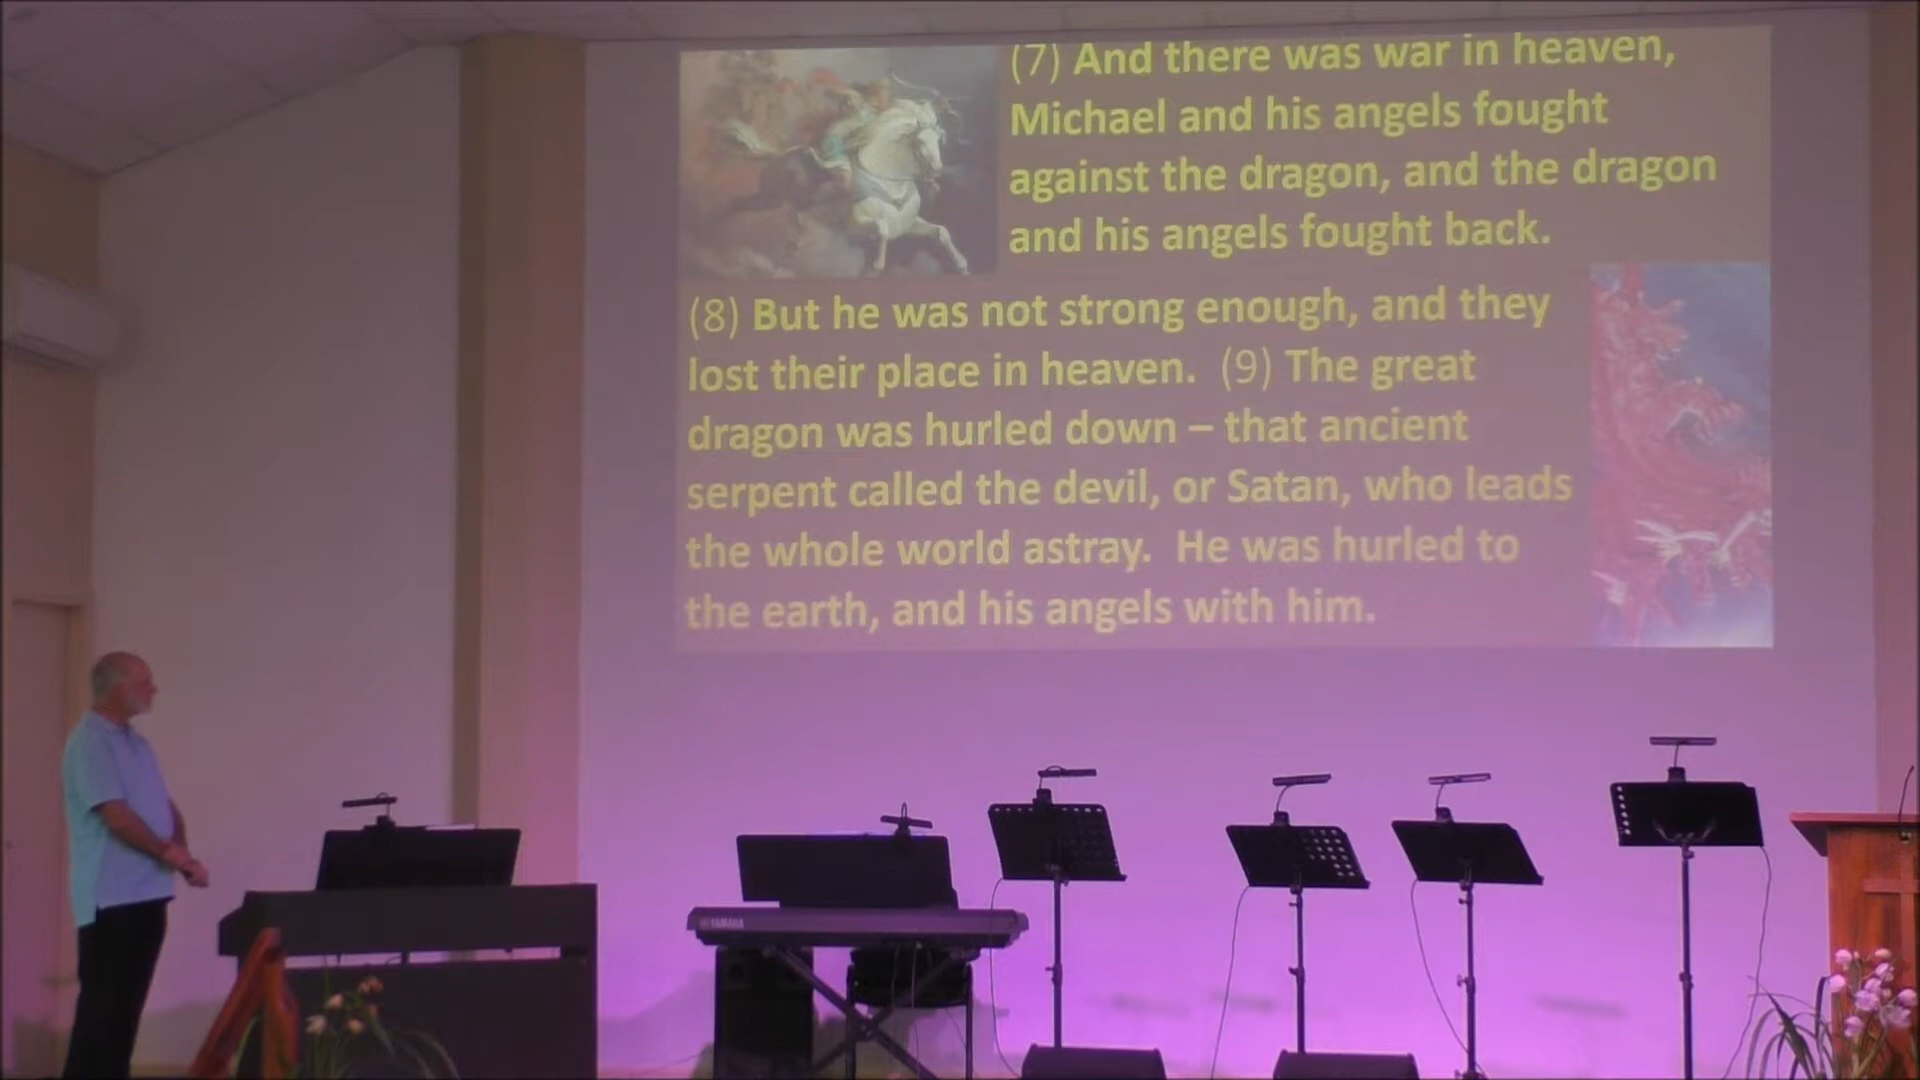 (7) And there was war in heaven,
Michael and his angels fought
against the dragon, and the dragon
and his angels fought back.
(8) But he was not strong enough, and they
lost their place in heaven.  (9) The great
dragon was hurled down – that ancient
serpent called the devil, or Satan, who leads
the whole world astray.  He was hurled to
the earth, and his angels with him.
YAMAHA